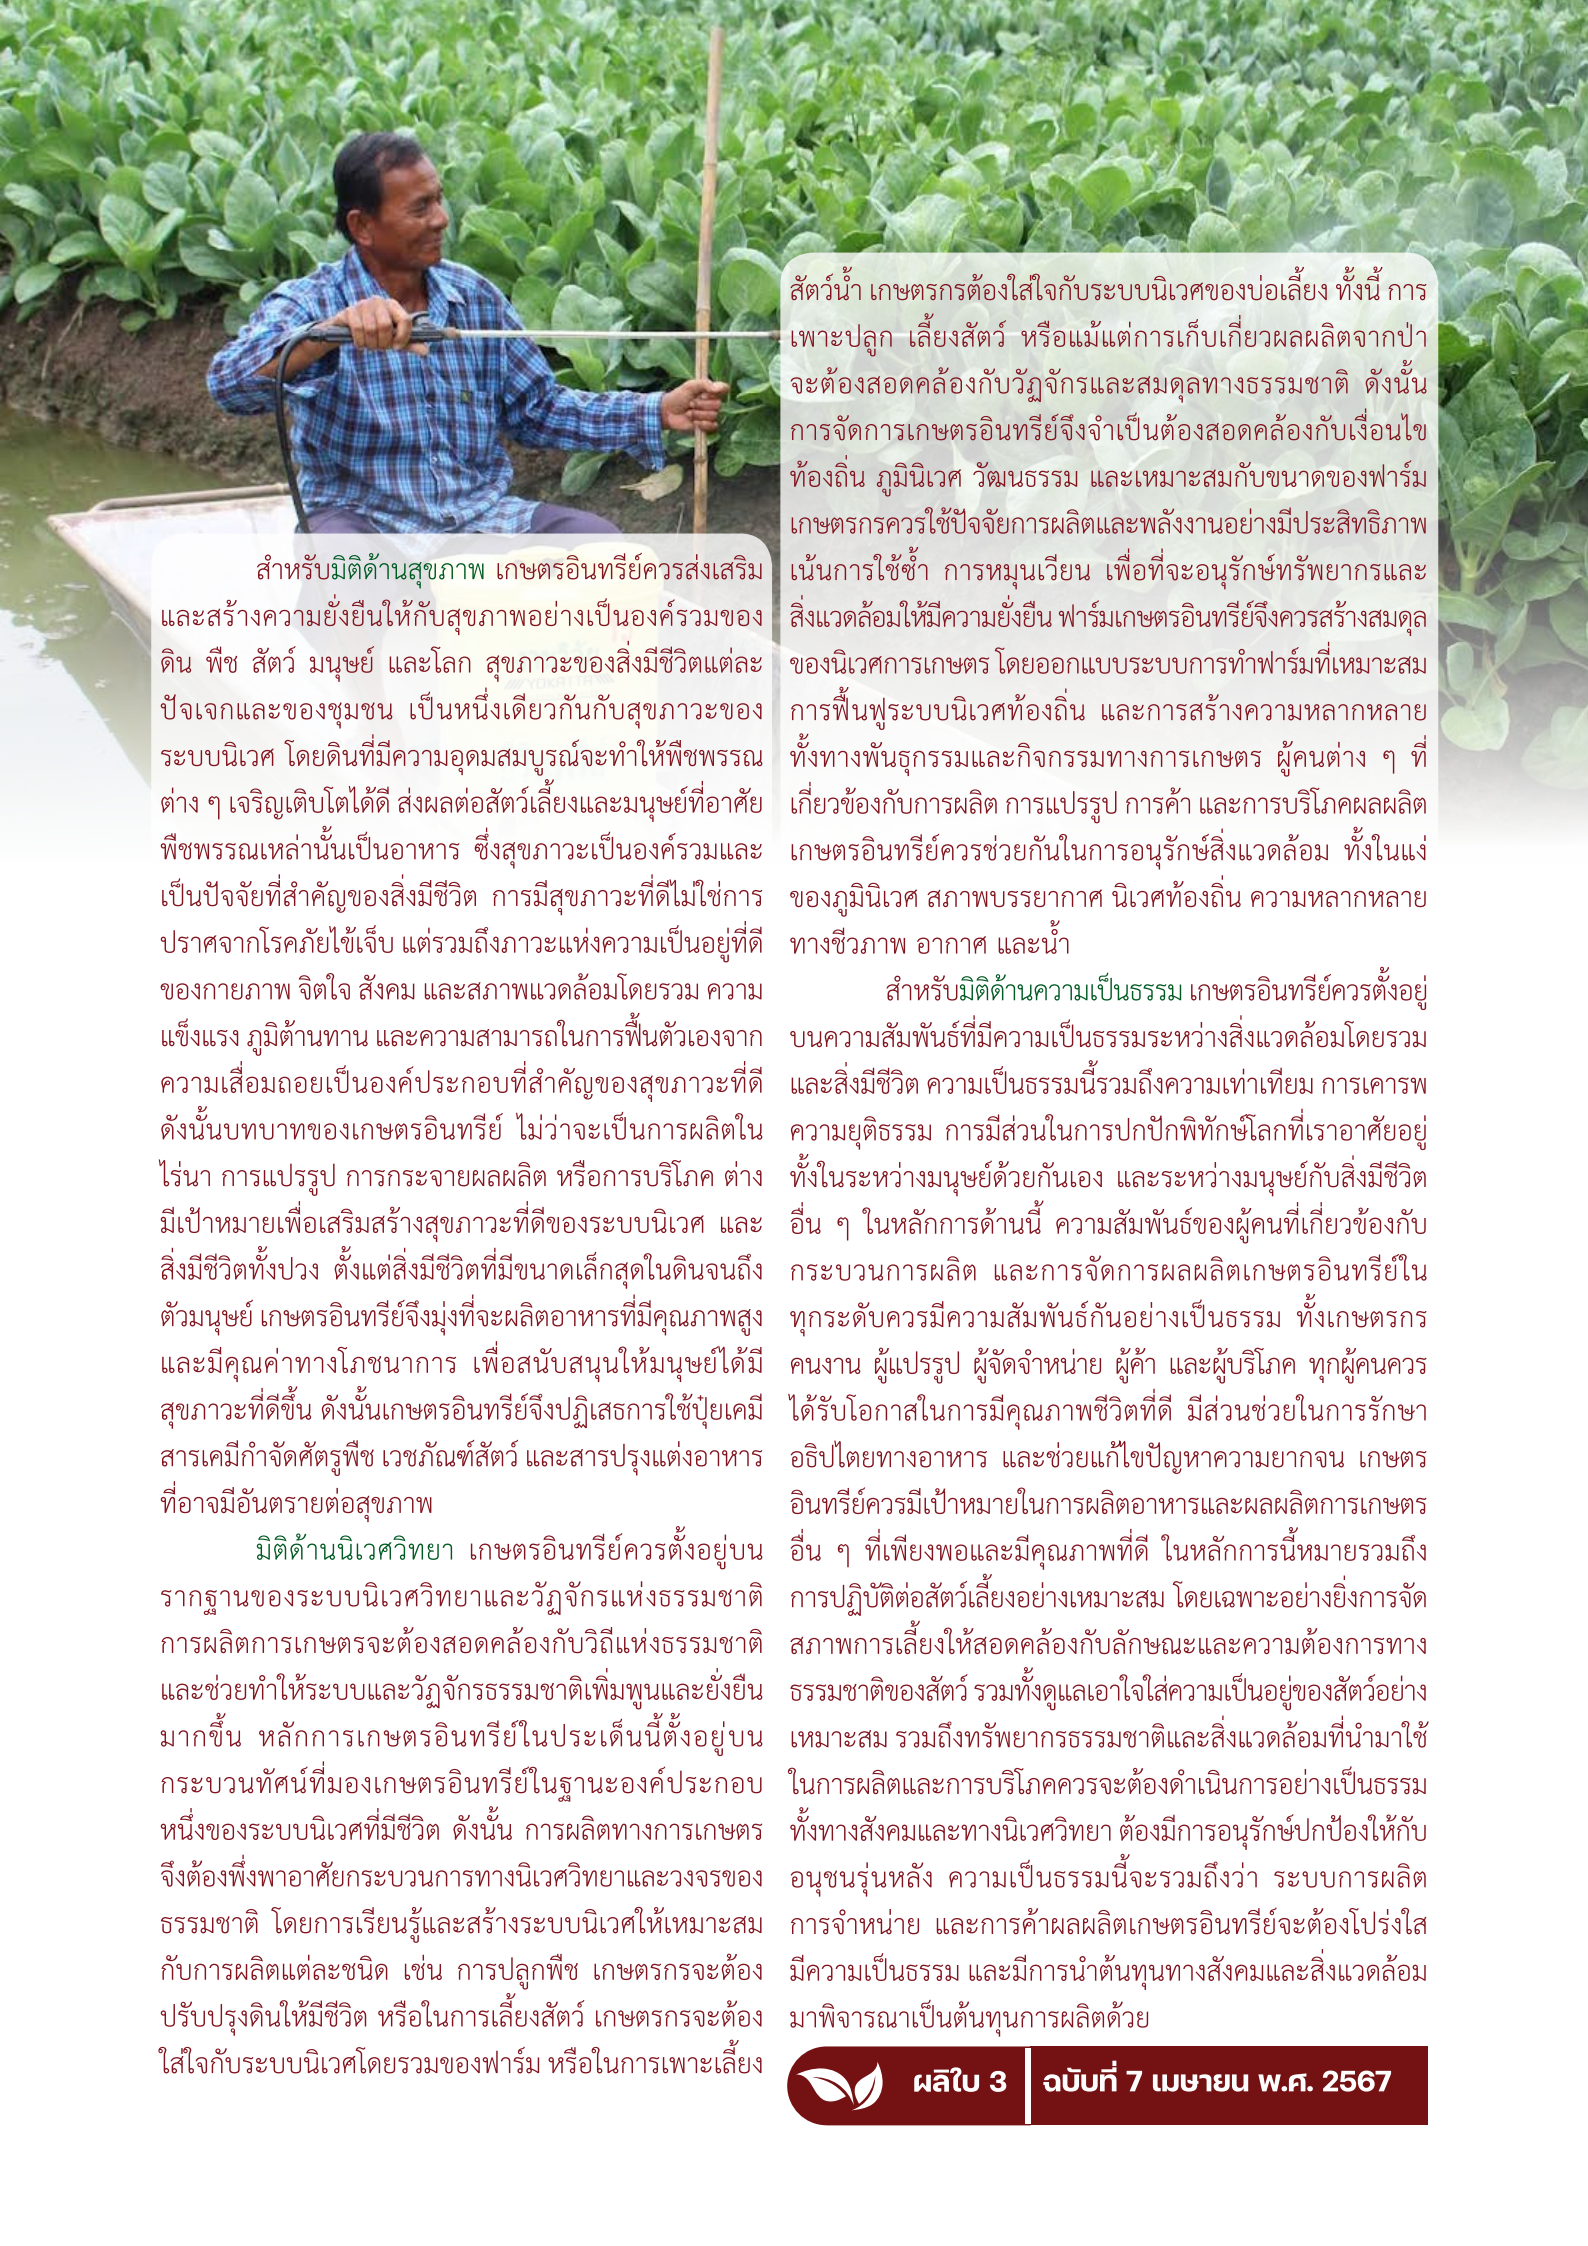 สำหรับมิติด้านสุขภาพ เกษตรอินทรีย์ควรส่งเสริม
และสร้างความยั่งยืนให้กับสุขภาพอย่างเป็นองค์รวมของ
ดิน พืช สัตว์ มนุษย์ และโลก สุขภาวะของสิ่งมีชีวิตแต่ละ
ปัจเจกและของชุมชน เป็นหนึ่งเดียวกันกับสุขภาวะของ
ระบบนิเวศ โดยดินที่มีความอุดมสมบูรณ์จะทำให้พืชพรรณ
ต่าง ๆ เจริญเติบโตได้ดี ส่งผลต่อสัตว์เลี้ยงและมนุษย์ที่อาศัย
พืชพรรณเหล่านั้นเป็นอาหาร ซึ่งสุขภาวะเป็นองค์รวมและ
เป็นปัจจัยที่สำคัญของสิ่งมีชีวิต การมีสุขภาวะที่ดีไม่ใช่การ
ปราศจากโรคภัยไข้เจ็บ แต่รวมถึงภาวะแห่งความเป็นอยู่ที่ดี
ของกายภาพ จิตใจ สังคม และสภาพแวดล้อมโดยรวม ความ
แข็งแรง ภูมิต้านทาน และความสามารถในการฟื้นตัวเองจาก
ความเสื่อมถอยเป็นองค์ประกอบที่สำคัญของสุขภาวะที่ดี
ดังนั้นบทบาทของเกษตรอินทรีย์ ไม่ว่าจะเป็นการผลิตใน
ไร่นา การแปรรูป การกระจายผลผลิต หรือการบริโภค ต่าง
มีเป้าหมายเพื่อเสริมสร้างสุขภาวะที่ดีของระบบนิเวศ และ
สิ่งมีชีวิตทั้งปวง ตั้งแต่สิ่งมีชีวิตที่มีขนาดเล็กสุดในดินจนถึง
ตัวมนุษย์ เกษตรอินทรีย์จึงมุ่งที่จะผลิตอาหารที่มีคุณภาพสูง
และมีคุณค่าทางโภชนาการ เพื่อสนับสนุนให้มนุษย์ได้มี
สุขภาวะที่ดีขึ้น ดังนั้นเกษตรอินทรีย์จึงปฏิเสธการใช้ปุ๋ยเคมี
สารเคมีกำจัดศัตรูพืช เวชภัณฑ์สัตว์ และสารปรุงแต่งอาหาร
ที่อาจมีอันตรายต่อสุขภาพ
มิติด้านนิเวศวิทยา เกษตรอินทรีย์ควรตั้งอยู่บน
รากฐานของระบบนิเวศวิทยาและวัฏจักรแห่งธรรมชาติ
การผลิตการเกษตรจะต้องสอดคล้องกับวิถีแห่งธรรมชาติ
และช่วยทำให้ระบบและวัฏจักรธรรมชาติเพิ่มพูนและยั่งยืน
มากขึ้น หลักการเกษตรอินทรีย์ในประเด็นนี้ตั้งอยู่บน
กระบวนทัศน์ที่มองเกษตรอินทรีย์ในฐานะองค์ประกอบ
หนึ่งของระบบนิเวศที่มีชีวิต ดังนั้น การผลิตทางการเกษตร
จึงต้องพึ่งพาอาศัยกระบวนการทางนิเวศวิทยาและวงจรของ
ธรรมชาติ โดยการเรียนรู้และสร้างระบบนิเวศให้เหมาะสม
กับการผลิตแต่ละชนิด เช่น การปลูกพืช เกษตรกรจะต้อง
ปรับปรุงดินให้มีชีวิต หรือในการเลี้ยงสัตว์ เกษตรกรจะต้อง
ใส่ใจกับระบบนิเวศโดยรวมของฟาร์ม หรือในการเพาะเลี้ยง
สัตว์น้ำ เกษตรกรต้องใส่ใจกับระบบนิเวศของบ่อเลี้ยง ทั้งนี้ การ
เพาะปลูก เลี้ยงสัตว์ หรือแม้แต่การเก็บเกี่ยวผลผลิตจากป่า
จะต้องสอดคล้องกับวัฏจักรและสมดุลทางธรรมชาติ ดังนั้น
การจัดการเกษตรอินทรีย์จึงจำเป็นต้องสอดคล้องกับเงื่อนไข
ท้องถิ่น ภูมินิเวศ วัฒนธรรม และเหมาะสมกับขนาดของฟาร์ม
เกษตรกรควรใช้ปัจจัยการผลิตและพลังงานอย่างมีประสิทธิภาพ
เน้นการใช้ซ้ำ การหมุนเวียน เพื่อที่จะอนุรักษ์ทรัพยากรและ
สิ่งแวดล้อมให้มีความยั่งยืน ฟาร์มเกษตรอินทรีย์จึงควรสร้างสมดุล
ของนิเวศการเกษตร โดยออกแบบระบบการทำฟาร์มที่เหมาะสม
การฟื้นฟูระบบนิเวศท้องถิ่น และการสร้างความหลากหลาย
ทั้งทางพันธุกรรมและกิจกรรมทางการเกษตร ผู้คนต่าง ๆ ที่
เกี่ยวข้องกับการผลิต การแปรรูป การค้า และการบริโภคผลผลิต
เกษตรอินทรีย์ควรช่วยกันในการอนุรักษ์สิ่งแวดล้อม ทั้งในแง่
ของภูมินิเวศ สภาพบรรยากาศ นิเวศท้องถิ่น ความหลากหลาย
ทางชีวภาพ อากาศ และน้ำ
สำหรับมิติด้านความเป็นธรรม เกษตรอินทรีย์ควรตั้งอยู่
บนความสัมพันธ์ที่มีความเป็นธรรมระหว่างสิ่งแวดล้อมโดยรวม
และสิ่งมีชีวิต ความเป็นธรรมนี้รวมถึงความเท่าเทียม การเคารพ
ความยุติธรรม การมีส่วนในการปกปักพิทักษ์โลกที่เราอาศัยอยู่
ทั้งในระหว่างมนุษย์ด้วยกันเอง และระหว่างมนุษย์กับสิ่งมีชีวิต
อื่น ๆ ในหลักการด้านนี้ ความสัมพันธ์ของผู้คนที่เกี่ยวข้องกับ
กระบวนการผลิต และการจัดการผลผลิตเกษตรอินทรีย์ใน
ทุกระดับควรมีความสัมพันธ์กันอย่างเป็นธรรม ทั้งเกษตรกร
คนงาน ผู้แปรรูป ผู้จัดจำหน่าย ผู้ค้า และผู้บริโภค ทุกผู้คนควร
ได้รับโอกาสในการมีคุณภาพชีวิตที่ดี มีส่วนช่วยในการรักษา
อธิปไตยทางอาหาร และช่วยแก้ไขปัญหาความยากจน เกษตร
อินทรีย์ควรมีเป้าหมายในการผลิตอาหารและผลผลิตการเกษตร
อื่น ๆ ที่เพียงพอและมีคุณภาพที่ดี ในหลักการนี้หมายรวมถึง
การปฏิบัติต่อสัตว์เลี้ยงอย่างเหมาะสม โดยเฉพาะอย่างยิ่งการจัด
สภาพการเลี้ยงให้สอดคล้องกับลักษณะและความต้องการทาง
ธรรมชาติของสัตว์ รวมทั้งดูแลเอาใจใส่ความเป็นอยู่ของสัตว์อย่าง
เหมาะสม รวมถึงทรัพยากรธรรมชาติและสิ่งแวดล้อมที่นำมาใช้
ในการผลิตและการบริโภคควรจะต้องดำเนินการอย่างเป็นธรรม
ทั้งทางสังคมและทางนิเวศวิทยา ต้องมีการอนุรักษ์ปกป้องให้กับ
อนุชนรุ่นหลัง ความเป็นธรรมนี้จะรวมถึงว่า ระบบการผลิต
การจำหน่าย และการค้าผลผลิตเกษตรอินทรีย์จะต้องโปร่งใส
มีความเป็นธรรม และมีการนำต้นทุนทางสังคมและสิ่งแวดล้อม
มาพิจารณาเป็นต้นทุนการผลิตด้วย
ผลิใบ 3 ฉบับที่ 7 เมษายน พ.ศ. 2567